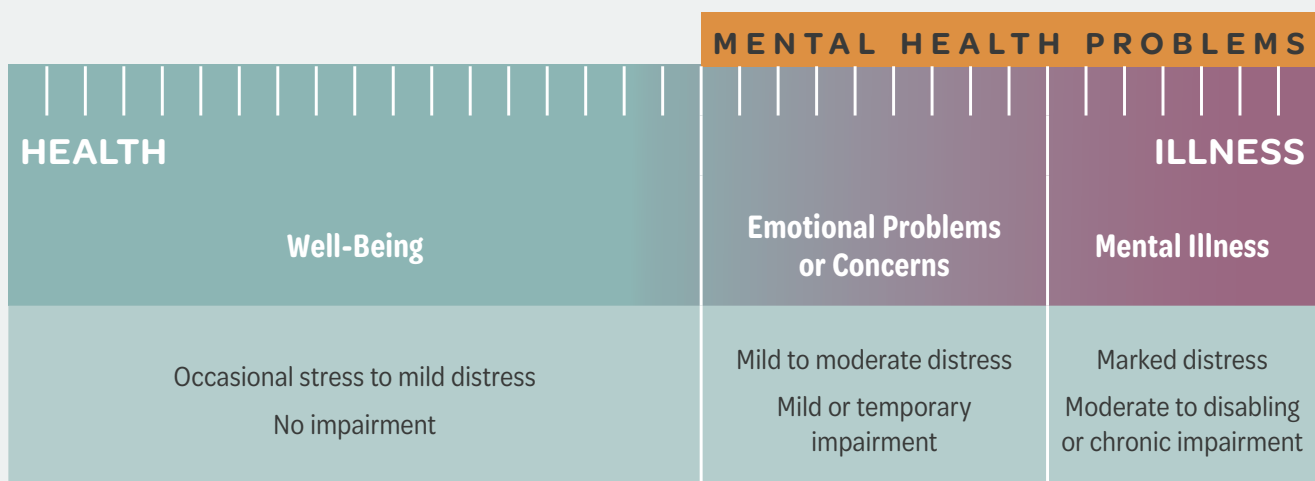 MENTAL HEALTH PROBLEMS
HEALTH
ILLNESS
Well-Being
Emotional Problems
or Concerns
Mental Illness
Occasional stress to mild distress
No impairment
Mild to moderate distress
Mild or temporary
impairment
Marked distress
Moderate to disabling
or chronic impairment